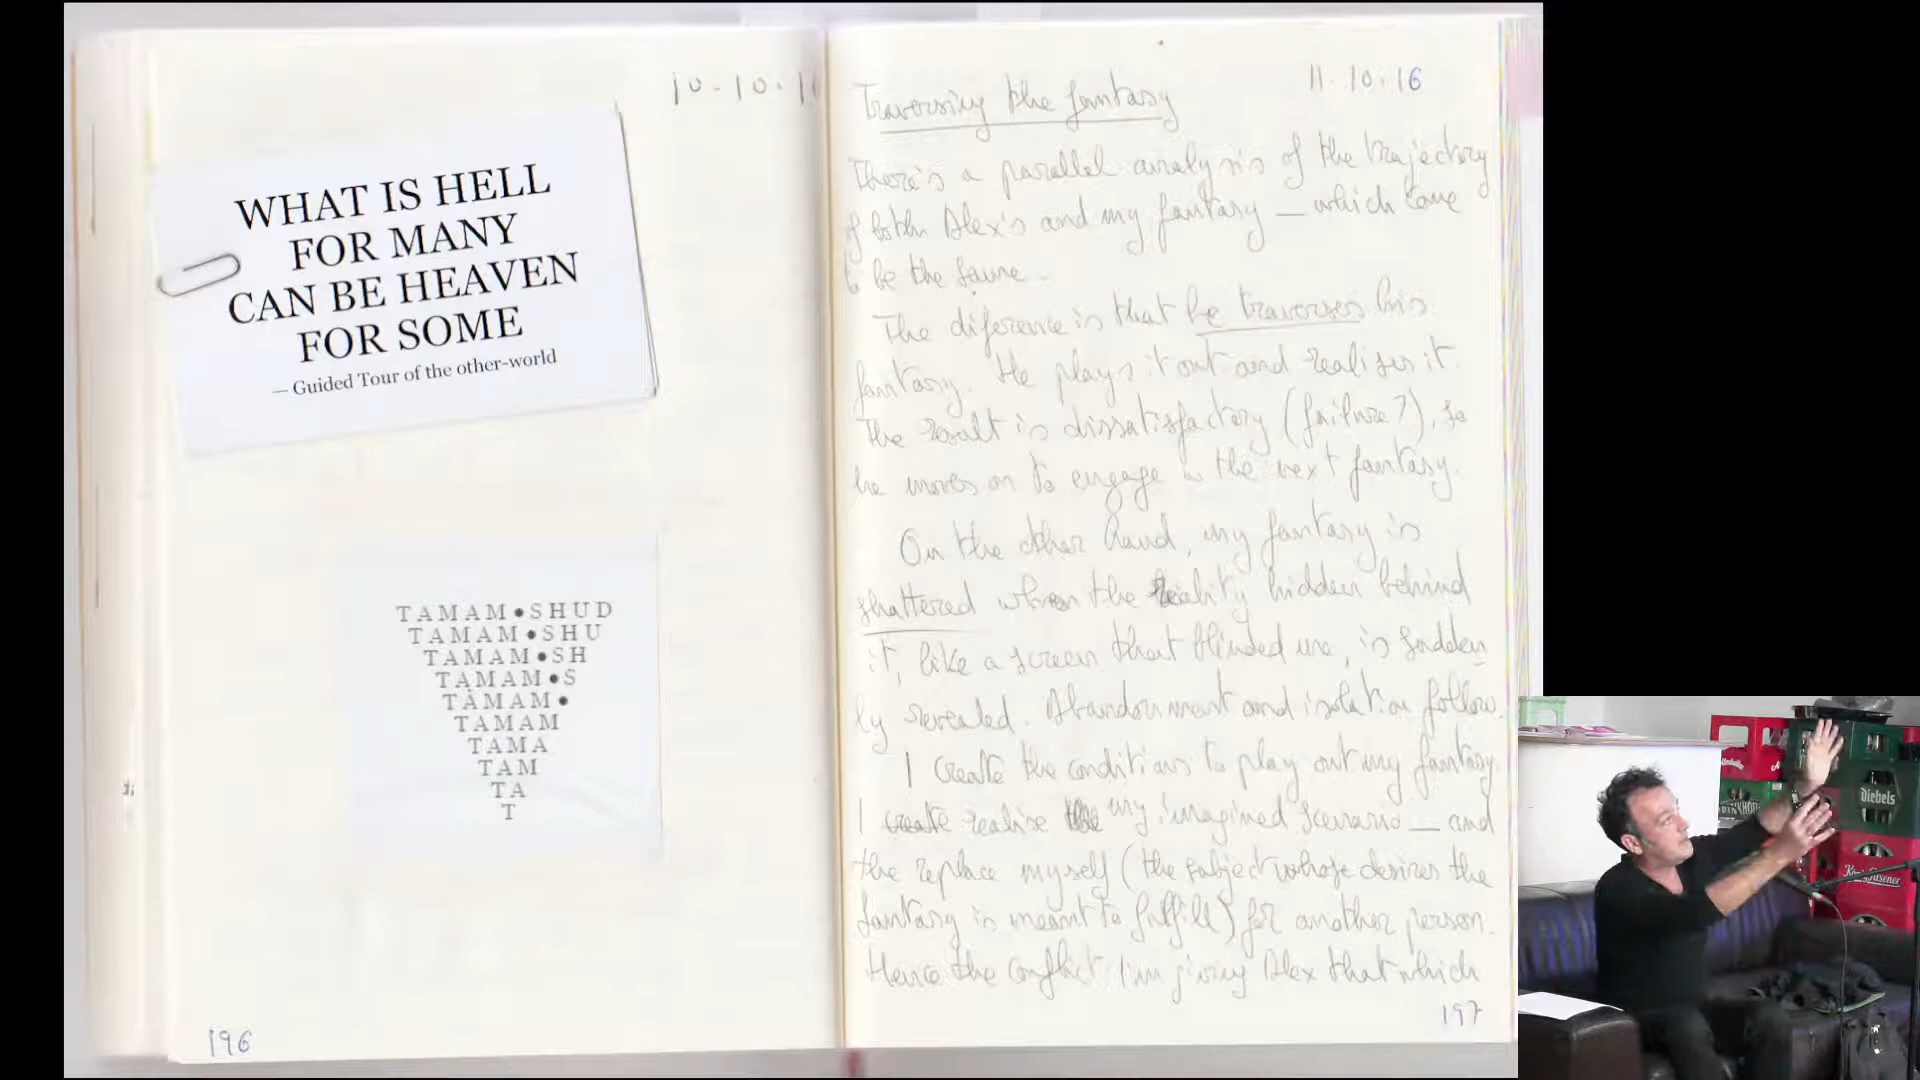 10.10.1
WHAT IS HELL
FOR MANY
CAN BE HEAVEN
FOR SOME
— Guided Tour of the other-world
TAMAM•SHUD
TAMAM•SHU
TAMAM•SH
TAMAM•S
TAMAM•
TAMAM
TAMA
TAM
TA
T
196
11.10.16
Traversing the fantasy
There's a parallel analysis of the trajectory
of both Alex's and my fantasy — which
to be the same.
The diference is that he traverses his
fantasy. He plays it out and realises it.
The result is dissatisfactory (failure?), so
he moves on to engage in the next fantasy.
On the other hand, my fantasy is
shattered when the reality hidden behind
it, like a screen that blinded me, is sudden
ly revealed. Abandonment and isolation follow.
I create the conditions to play out my fantasy
I create realise the my imagined scenario — and
the replace myself (the subject whose desires the
fantasy is meant to fulfill) for another person.
Hence the conflict. I'm giving Alex that which
197
Diebels